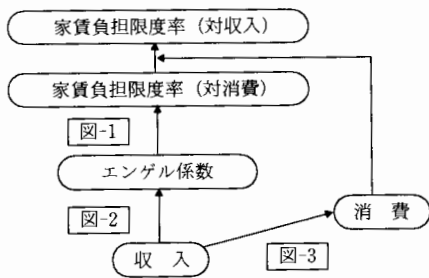 家賃負担限度率（対収入）
家賃負担限度率（対消費）
図-1
エンゲル係数
図-2
消　費
収　入
図-3